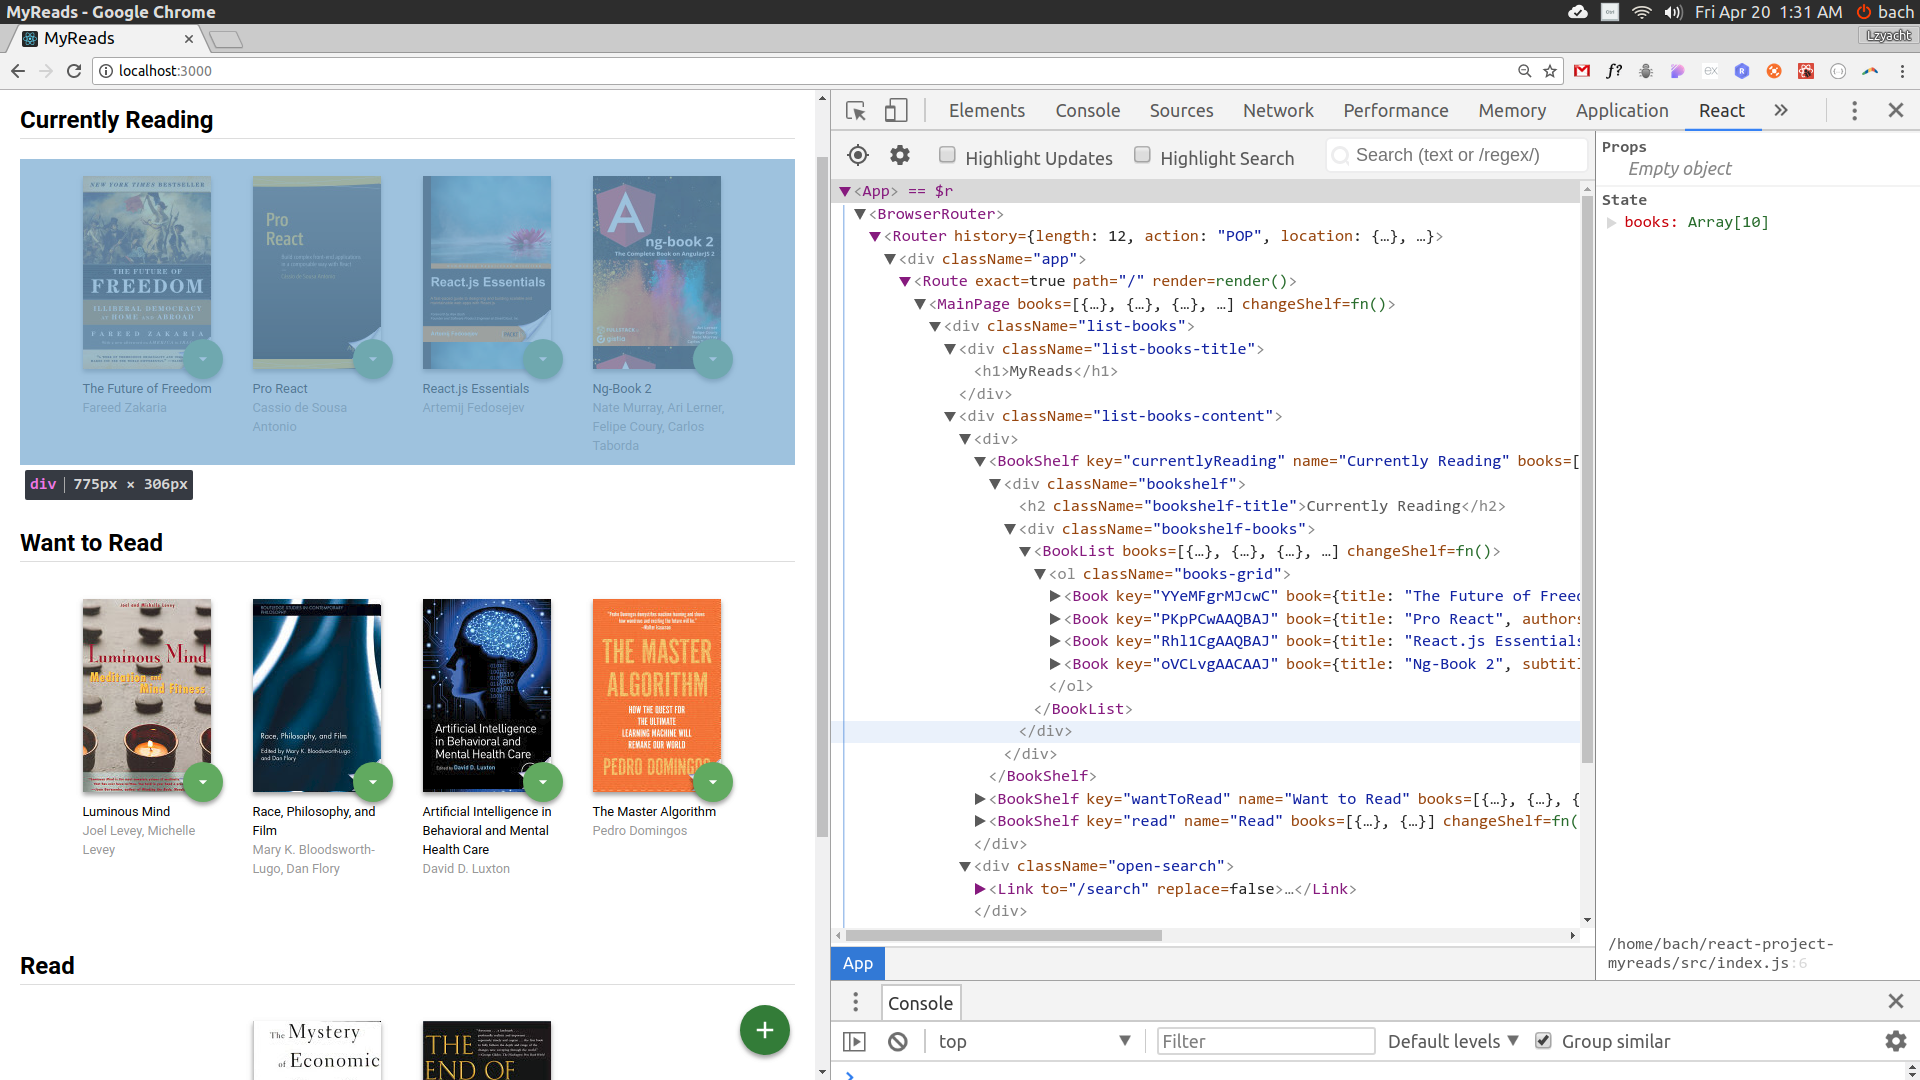 MyReads - Google Chrome
Fri Apr 20 1:31 AM bach
MyReads
Lzyacht
localhost:3000
Currently Reading
NEW YORK TIMES BESTSELLER
THE FUTURE OF
FREEDOM
ILLIBERAL DEMOCRACY
AT HOME AND ABROAD
FAREED ZAKARIA
Pro
React
React.js Essentials
ng-book 2
The Complete Book on AngularJS 2
The Future of Freedom
Fareed Zakaria
Pro React
Cassio de Sousa
Antonio
React.js Essentials
Artemij Fedosejev
Ng-Book 2
Nate Murray, Ari Lerner,
Felipe Coury, Carlos
Taborda
div | 775px × 306px
Want to Read
Joel and Michelle Levey
Luminous Mind
Meditation and
Mind Fitness
Race, Philosophy, and Film
Edited by Mary K. Bloodsworth-Lugo
and Dan Flory
Artificial Intelligence
in Behavioral and
Mental Health Care
Edited by David D. Luxton
THE MASTER
ALGORITHM
HOW THE QUEST FOR
THE ULTIMATE
LEARNING MACHINE WILL
REMAKE OUR WORLD
PEDRO DOMINGOS
Luminous Mind
Joel Levey, Michelle
Levey
Race, Philosophy, and
Film
Mary K. Bloodsworth-
Lugo, Dan Flory
Artificial Intelligence in
Behavioral and Mental
Health Care
David D. Luxton
The Master Algorithm
Pedro Domingos
Read
The Mystery
of Economic
THE
END OF
+
Elements Console Sources Network Performance Memory Application React »
Highlight Updates Highlight Search Search (text or /regex/)
<App> == $r
<BrowserRouter>
<Router history={length: 12, action: "POP", location: {…}, …}>
<div className="app">
<Route exact=true path="/" render=render()>
<MainPage books=[{…}, {…}, {…}, …] changeShelf=fn()>
<div className="list-books">
<div className="list-books-title">
<h1>MyReads</h1>
</div>
<div className="list-books-content">
<div>
<BookShelf key="currentlyReading" name="Currently Reading" books=[
<div className="bookshelf">
<h2 className="bookshelf-title">Currently Reading</h2>
<div className="bookshelf-books">
<BookList books=[{…}, {…}, {…}, …] changeShelf=fn()>
<ol className="books-grid">
<Book key="YYeMFgrMJcwC" book={title: "The Future of Freed
<Book key="PKpPCwAAQBAJ" book={title: "Pro React", authors
<Book key="Rhl1CgAAQBAJ" book={title: "React.js Essentials
<Book key="oVCLvgAACAAJ" book={title: "Ng-Book 2", subtitl
</ol>
</BookList>
</div>
</div>
</BookShelf>
<BookShelf key="wantToRead" name="Want to Read" books=[{…}, {…}, {
<BookShelf key="read" name="Read" books=[{…}, {…}] changeShelf=fn(
</div>
<div className="open-search">
<Link to="/search" replace=false>…</Link>
</div>
App
Props
Empty object
State
books: Array[10]
/home/bach/react-project-
myreads/src/index.js:6
Console
top Filter Default levels Group similar